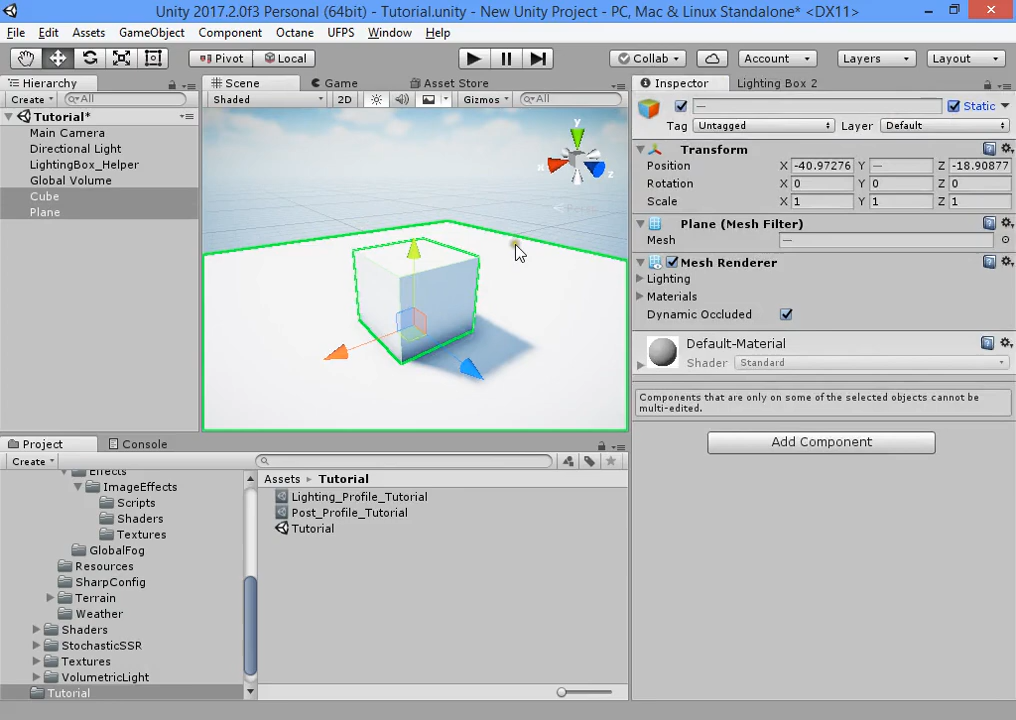 Unity 2017.2.0f3 Personal (64bit) - Tutorial.unity - New Unity Project - PC, Mac & Linux Standalone* <DX11>
File Edit Assets GameObject Component Octane UFPS Window Help
Pivot Local Collab Account Layers Layout
Hierarchy
Create All
Tutorial*
Main Camera
Directional Light
LightingBox_Helper
Global Volume
Cube
Plane
Scene Game Asset Store
Shaded 2D Gizmos All
y
x
z
Persp
Inspector Lighting Box 2
— Static
Tag Untagged Layer Default
Transform
Position X -40.97276 Y — Z -18.90877
Rotation X 0 Y 0 Z 0
Scale X 1 Y 1 Z 1
Plane (Mesh Filter)
Mesh —
Mesh Renderer
Lighting
Materials
Dynamic Occluded
Default-Material
Shader Standard
Components that are only on some of the selected objects cannot be
multi-edited.
Add Component
Project Console
Create
Effects
ImageEffects
Scripts
Shaders
Textures
GlobalFog
Resources
SharpConfig
Terrain
Weather
Shaders
StochasticSSR
Textures
VolumetricLight
Tutorial
Assets Tutorial
Lighting_Profile_Tutorial
Post_Profile_Tutorial
Tutorial